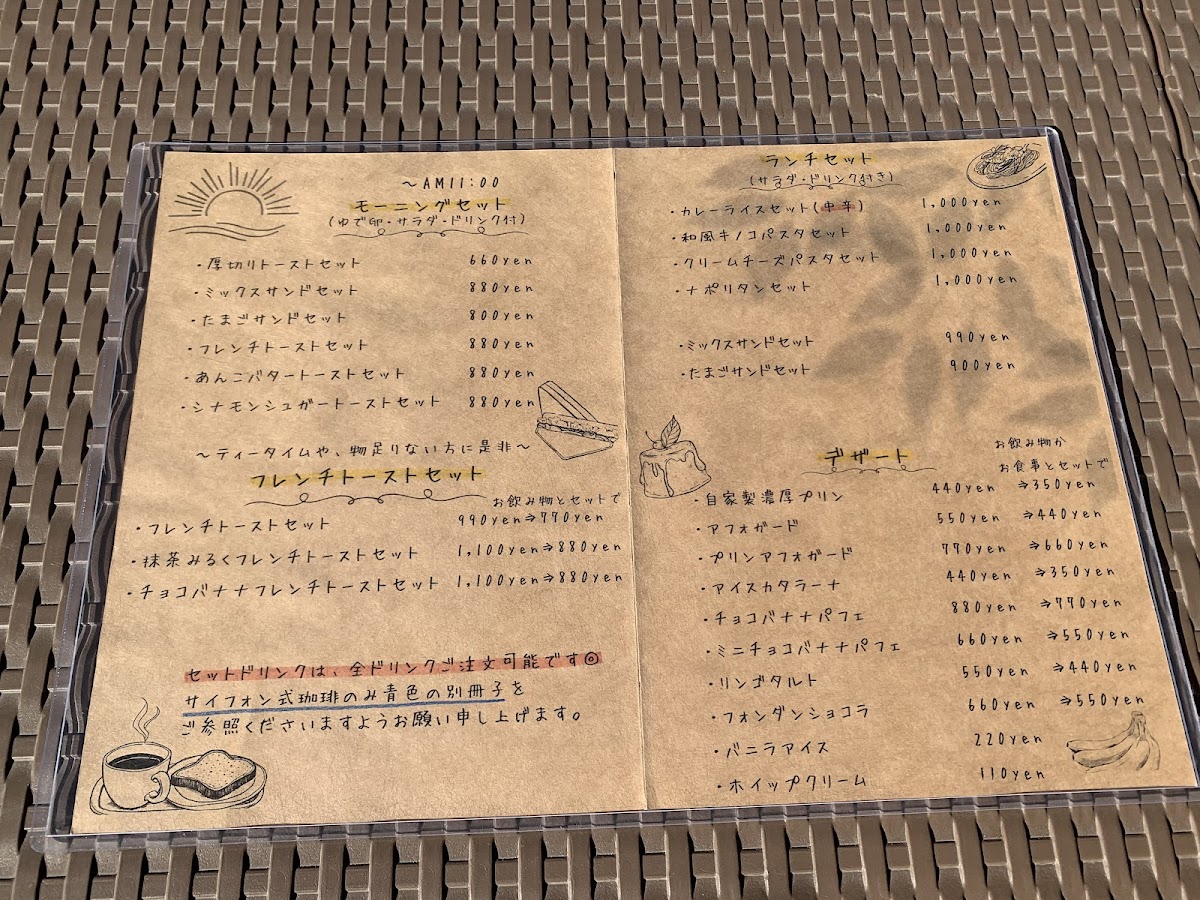 ～AM11:00
モーニングセット
(ゆで卵・サラダ・ドリンク付)
・厚切りトーストセット 660yen
・ミックスサンドセット 880yen
・たまごサンドセット 800yen
・フレンチトーストセット 880yen
・あんこバタートーストセット 880yen
・シナモンシュガートーストセット 880yen
～ティータイムや、物足りない方に是非～
フレンチトーストセット
お飲み物とセットで
・フレンチトーストセット 990yen⇒770yen
・抹茶みるくフレンチトーストセット 1,100yen⇒880yen
・チョコバナナフレンチトーストセット 1,100yen⇒880yen
セットドリンクは、全ドリンクご注文可能です◎
サイフォン式珈琲のみ青色の別冊子を
ご参照くださいますようお願い申し上げます。
ランチセット
(サラダ・ドリンク付き)
・カレーライスセット(中辛) 1,000yen
・和風キノコパスタセット 1,000yen
・クリームチーズパスタセット 1,000yen
・ナポリタンセット 1,000yen
・ミックスサンドセット 990yen
・たまごサンドセット 900yen
デザート
お飲み物か
お食事とセットで
・自家製濃厚プリン 440yen ⇒350yen
・アフォガード 550yen ⇒440yen
・プリンアフォガード 770yen ⇒660yen
・アイスカタラーナ 440yen ⇒350yen
・チョコバナナパフェ 880yen ⇒770yen
・ミニチョコバナナパフェ 660yen ⇒550yen
・リンゴタルト 550yen ⇒440yen
・フォンダンショコラ 660yen ⇒550yen
・バニラアイス 220yen
・ホイップクリーム 110yen